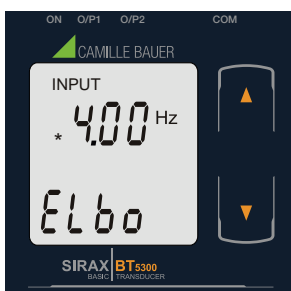 ON O/P1 O/P2 COM
CAMILLE BAUER
INPUT
* 4.00 Hz
ELbo
SIRAX BT5300
BASIC TRANSDUCER